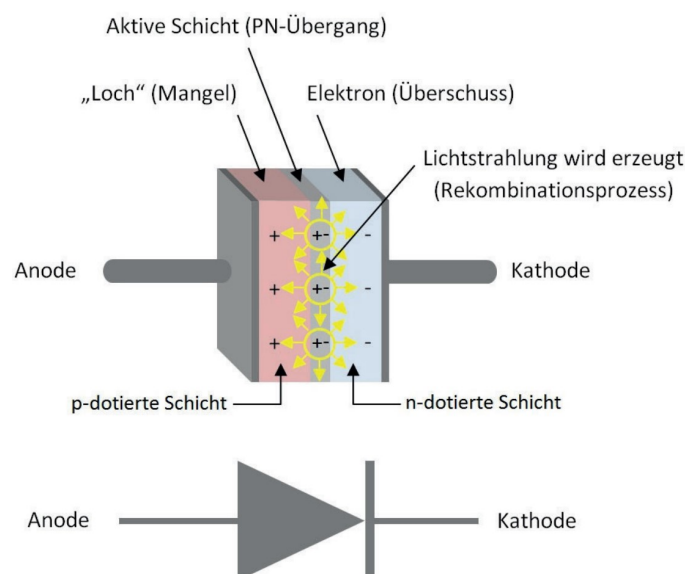 Aktive Schicht (PN-Übergang)
„Loch“ (Mangel)
Elektron (Überschuss)
Lichtstrahlung wird erzeugt
(Rekombinationsprozess)
+ +- -
Anode
Kathode
+ +- -
+ +- -
p-dotierte Schicht
n-dotierte Schicht
Anode
Kathode